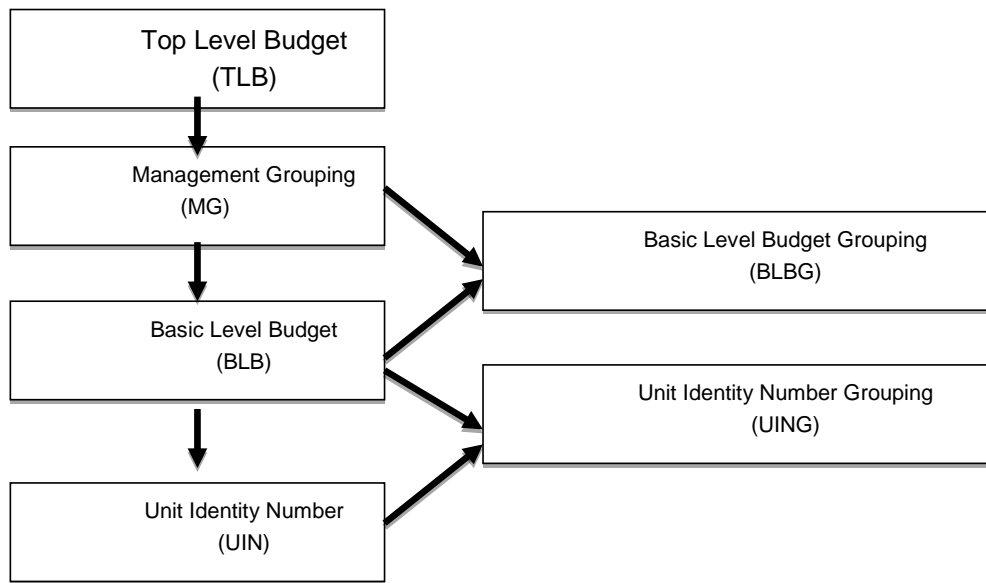 Top Level Budget
(TLB)
Management Grouping
(MG)
Basic Level Budget Grouping
(BLBG)
Basic Level Budget
(BLB)
Unit Identity Number Grouping
(UING)
Unit Identity Number
(UIN)